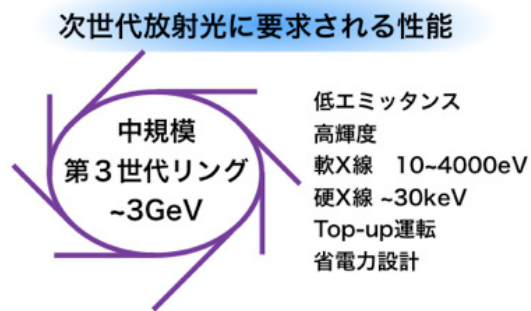 次世代放射光に要求される性能
中規模
第３世代リング
~3GeV
低エミッタンス
高輝度
軟X線　10~4000eV
硬X線 ~30keV
Top-up運転
省電力設計